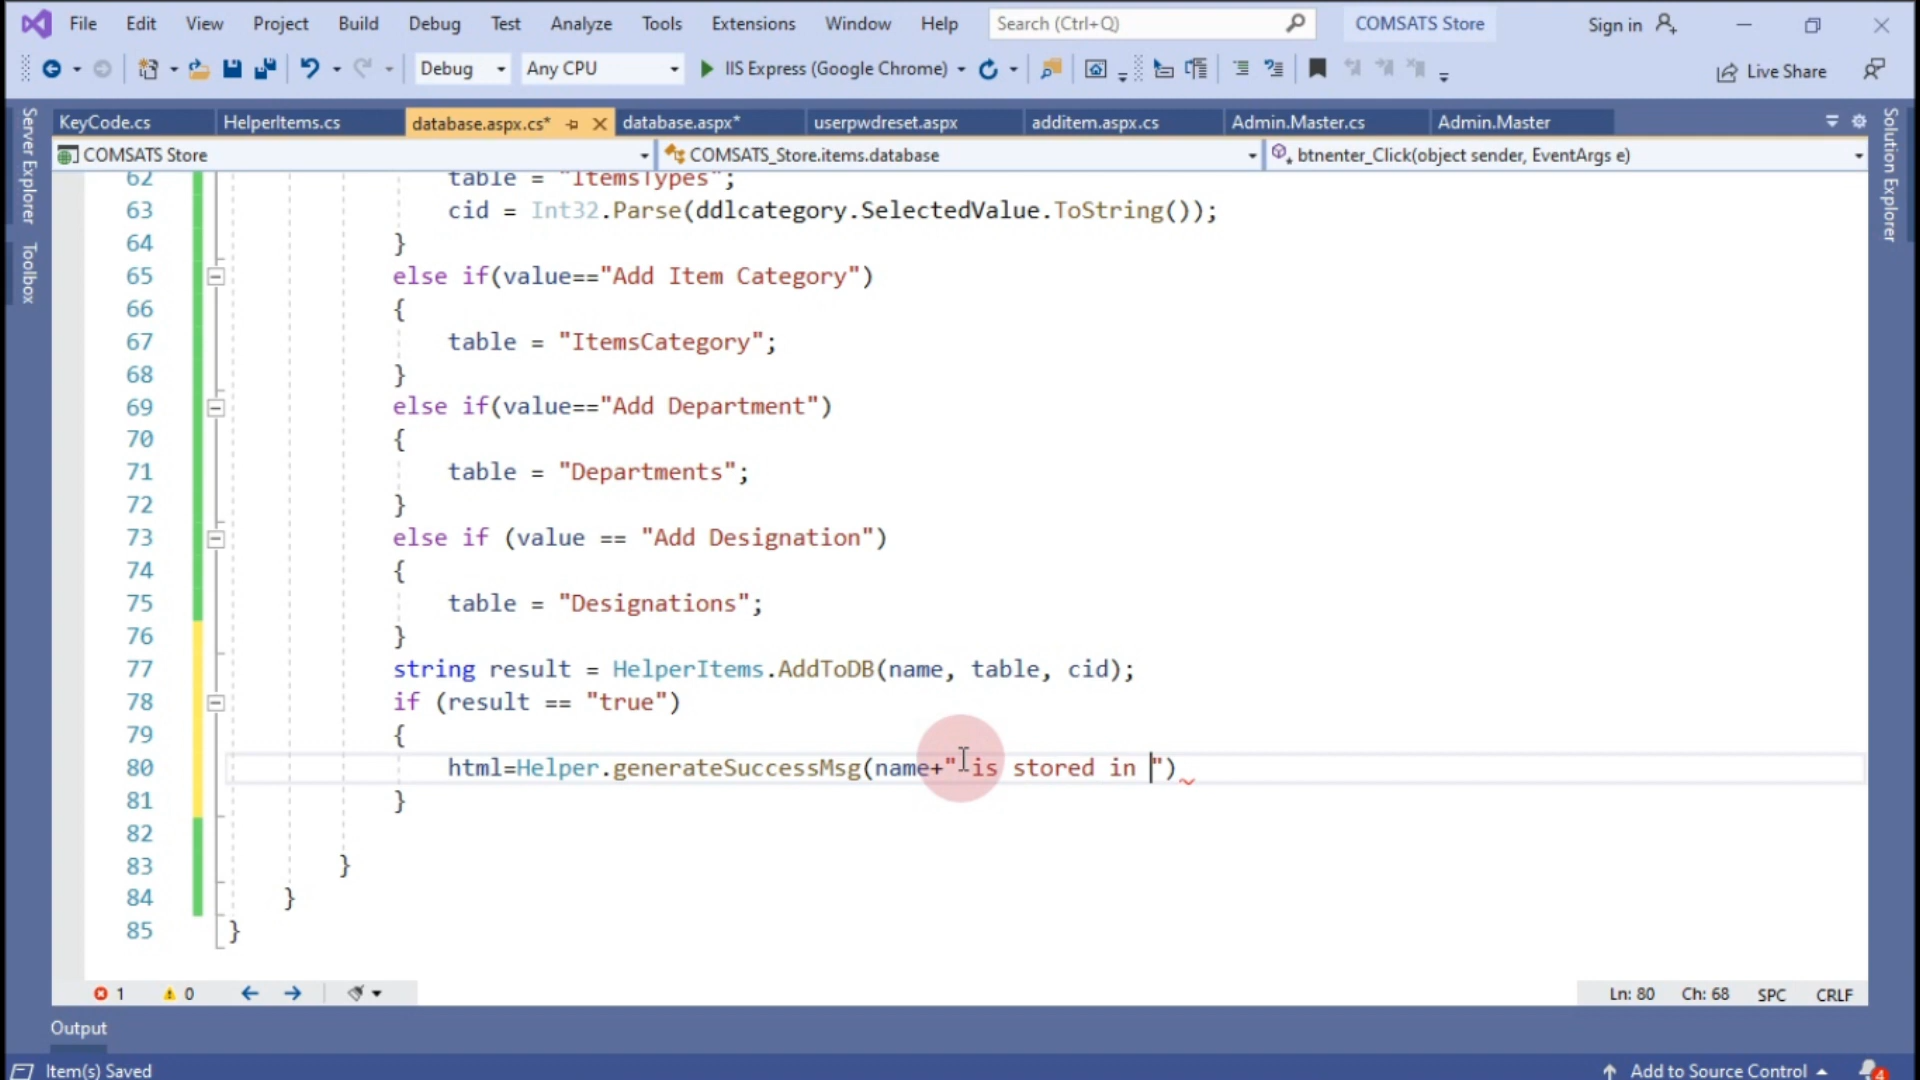 File Edit View Project Build Debug Test Analyze Tools Extensions Window Help Search (Ctrl+Q) COMSATS Store Sign in
Debug Any CPU IIS Express (Google Chrome) Live Share
KeyCode.cs HelperItems.cs database.aspx.cs* database.aspx* userpwdreset.aspx additem.aspx.cs Admin.Master.cs Admin.Master
COMSATS Store COMSATS_Store.items.database btnenter_Click(object sender, EventArgs e)
Server Explorer
Toolbox
Solution Explorer
62 table = "ItemsTypes";
63 cid = Int32.Parse(ddlcategory.SelectedValue.ToString());
64 }
65 else if(value=="Add Item Category")
66 {
67 table = "ItemsCategory";
68 }
69 else if(value=="Add Department")
70 {
71 table = "Departments";
72 }
73 else if (value == "Add Designation")
74 {
75 table = "Designations";
76 }
77 string result = HelperItems.AddToDB(name, table, cid);
78 if (result == "true")
79 {
80 html=Helper.generateSuccessMsg(name+" is stored in ")
81 }
82
83 }
84 }
85 }
1 0 Ln: 80 Ch: 68 SPC CRLF
Output
Item(s) Saved Add to Source Control 4